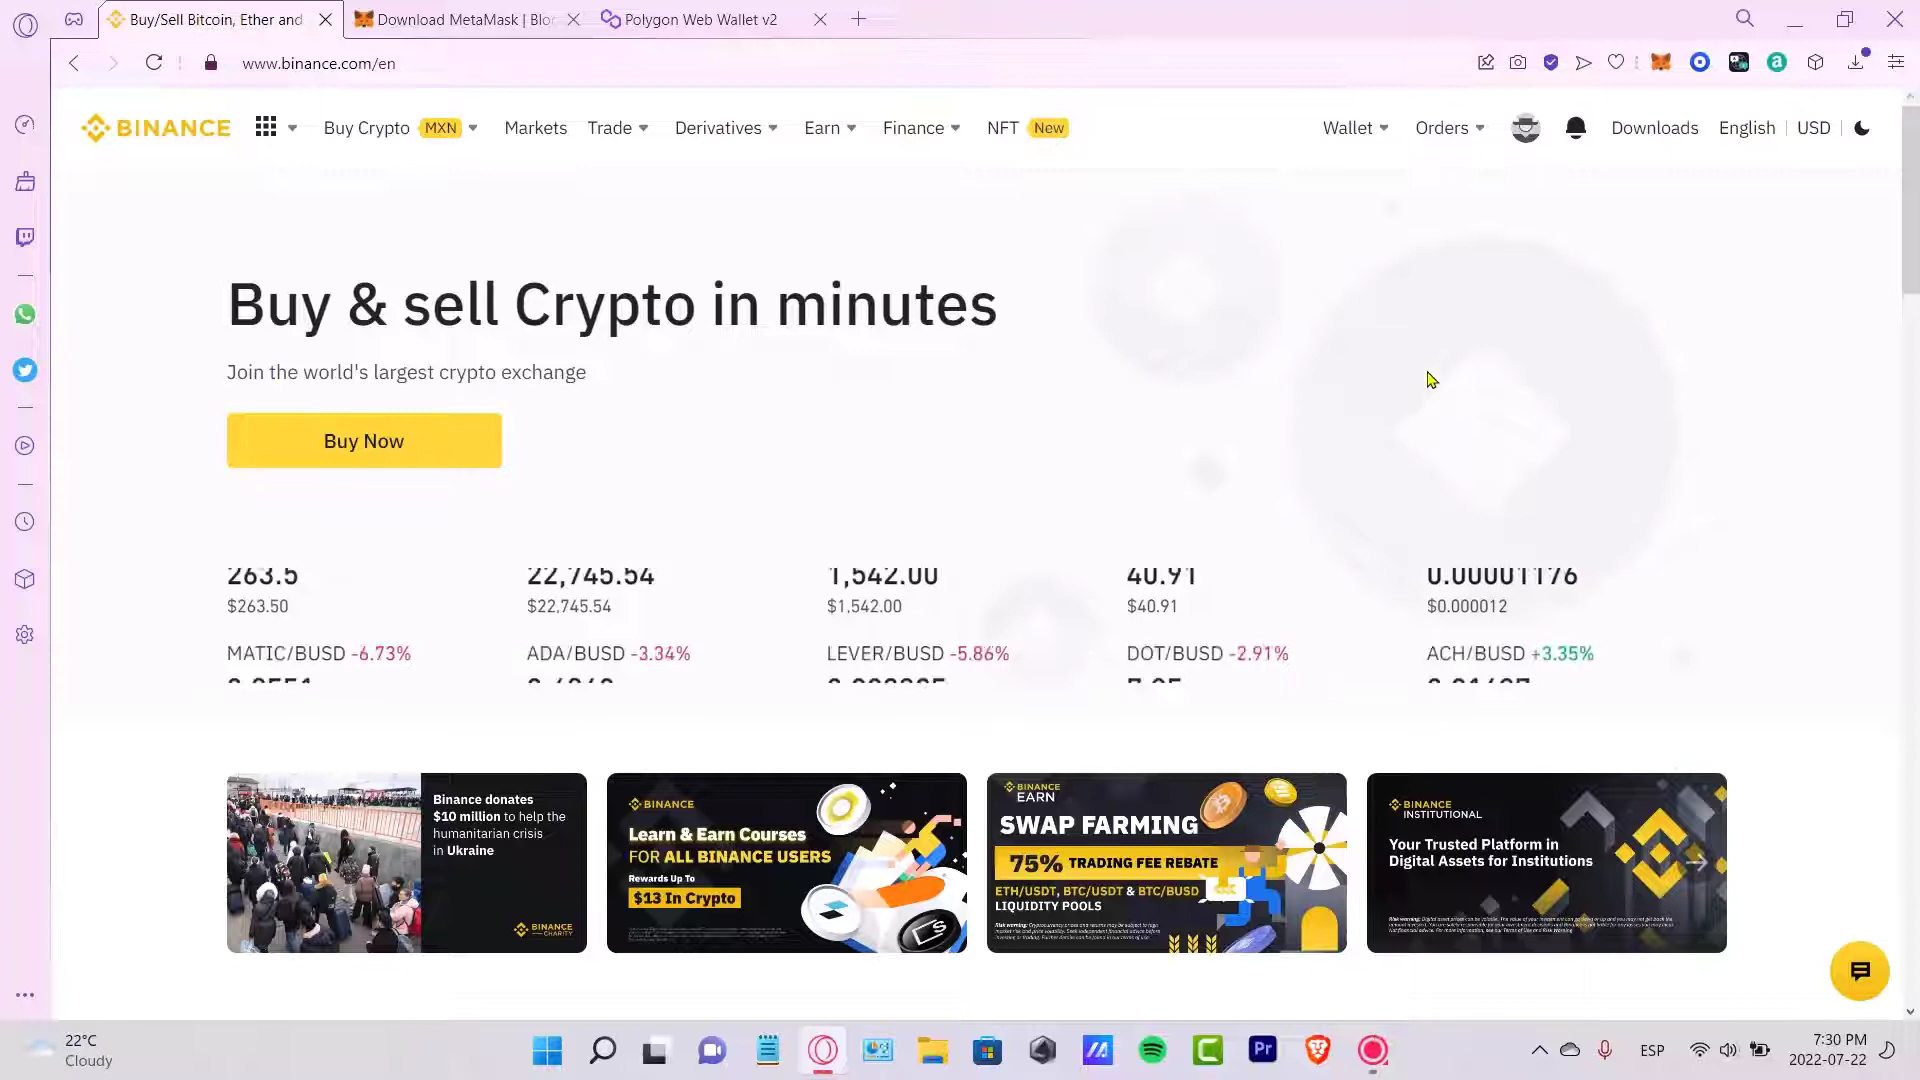 Buy/Sell Bitcoin, Ether and
Download MetaMask | Bloc
Polygon Web Wallet v2
www.binance.com/en
BINANCE
Buy Crypto MXN
Markets
Trade
Derivatives
Earn
Finance
NFT New
Wallet
Orders
Downloads
English
USD
Buy & sell Crypto in minutes
Join the world's largest crypto exchange
Buy Now
263.5 22,745.54 1,542.00 40.91 0.00001176
$263.50 $22,745.54 $1,542.00 $40.91 $0.000012
MATIC/BUSD -6.73% ADA/BUSD -3.34% LEVER/BUSD -5.86% DOT/BUSD -2.91% ACH/BUSD +3.35%
Binance donates
$10 million to help the
humanitarian crisis
in Ukraine
BINANCE
CHARITY
BINANCE
Learn & Earn Courses
FOR ALL BINANCE USERS
Rewards Up To
$13 In Crypto
BINANCE
EARN
SWAP FARMING
75% TRADING FEE REBATE
ETH/USDT, BTC/USDT & BTC/BUSD
LIQUIDITY POOLS
BINANCE
INSTITUTIONAL
Your Trusted Platform in
Digital Assets for Institutions
22°C
Cloudy
Pr
ESP
7:30 PM
2022-07-22